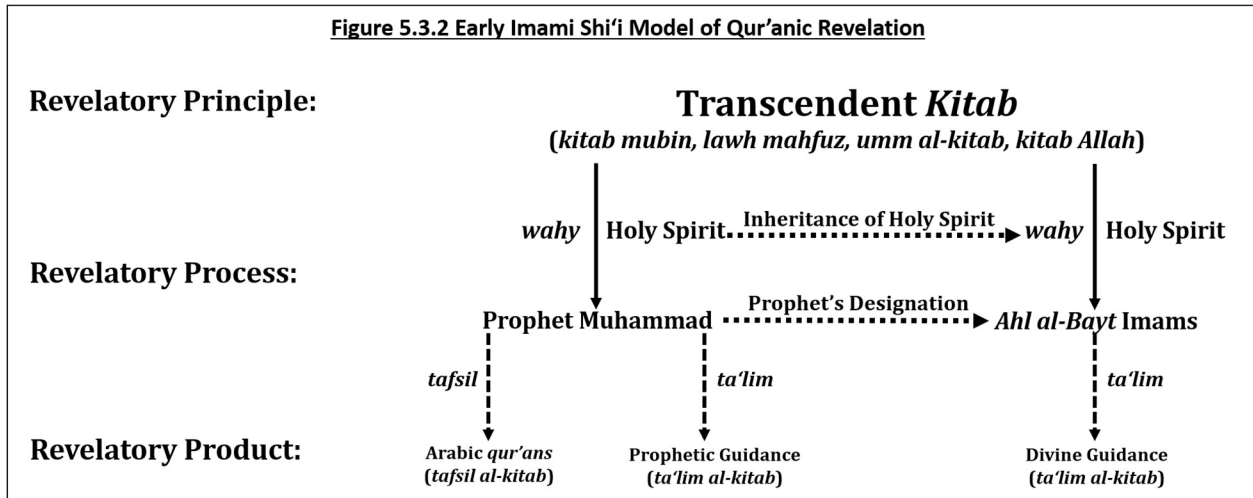 Figure 5.3.2 Early Imami Shi‘i Model of Qur’anic Revelation
Revelatory Principle:
Transcendent Kitab
(kitab mubin, lawh mahfuz, umm al-kitab, kitab Allah)
wahy Holy Spirit Inheritance of Holy Spirit wahy Holy Spirit
Revelatory Process:
Prophet Muhammad Prophet’s Designation Ahl al-Bayt Imams
tafsil ta‘lim ta‘lim
Revelatory Product:
Arabic qur’ans Prophetic Guidance Divine Guidance
(tafsil al-kitab) (ta‘lim al-kitab) (ta‘lim al-kitab)